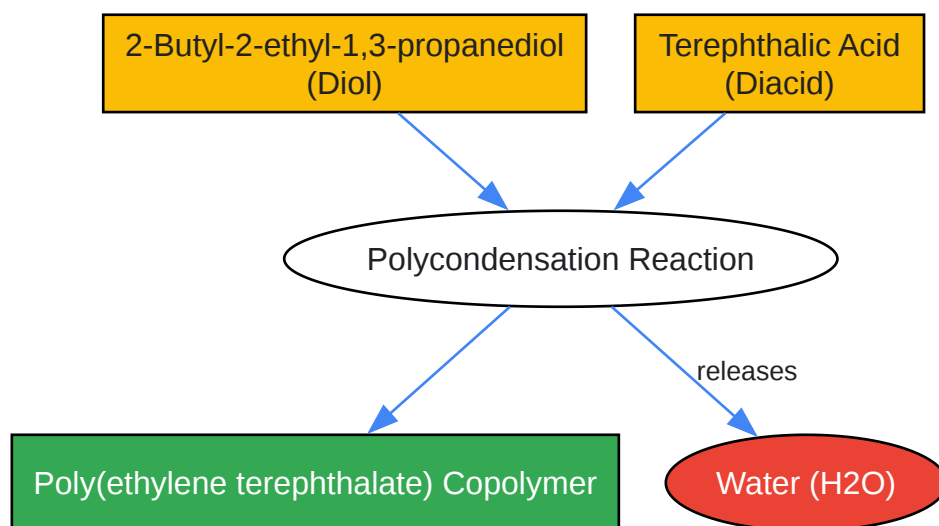 2-Butyl-2-ethyl-1,3-propanediol
(Diol)
Terephthalic Acid
(Diacid)
Polycondensation Reaction
releases
Poly(ethylene terephthalate) Copolymer
Water (H2O)